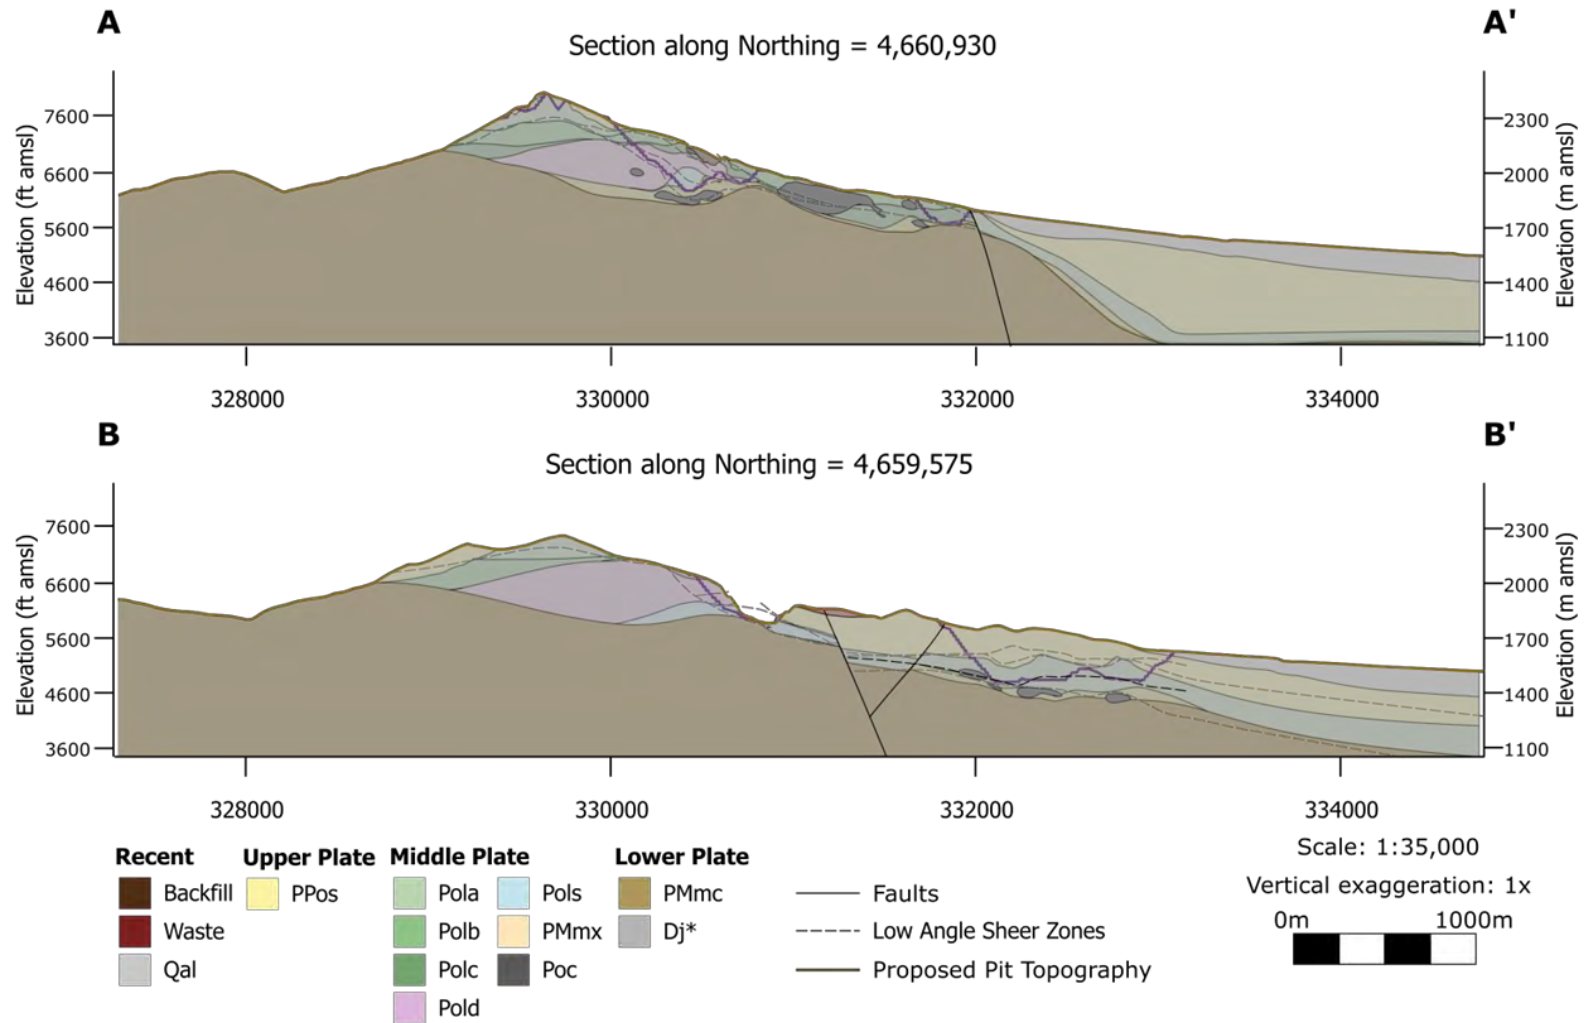 A A'
Section along Northing = 4,660,930
Elevation (ft amsl)
7600
6600
5600
4600
3600
2300
2000
1700
1400
1100
Elevation (m amsl)
328000 330000 332000 334000
B B'
Section along Northing = 4,659,575
Elevation (ft amsl)
7600
6600
5600
4600
3600
2300
2000
1700
1400
1100
Elevation (m amsl)
328000 330000 332000 334000
Recent
Backfill
Waste
Qal
Upper Plate
PPos
Middle Plate
Pola
Polb
Polc
Pold
Pols
PMmx
Poc
Lower Plate
PMmc
Dj*
Faults
Low Angle Sheer Zones
Proposed Pit Topography
Scale: 1:35,000
Vertical exaggeration: 1x
0m 1000m